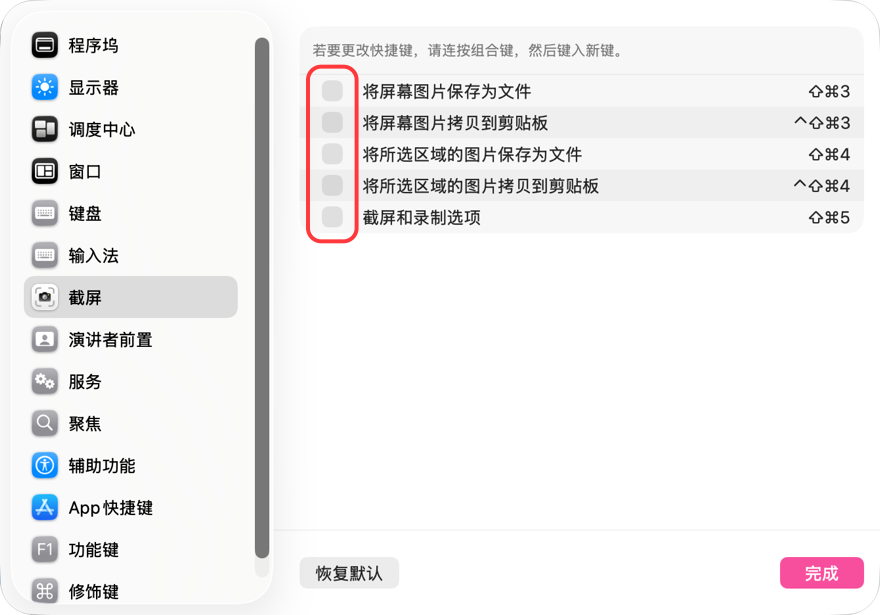 程序坞
显示器
调度中心
窗口
键盘
输入法
截屏
演讲者前置
服务
聚焦
辅助功能
App快捷键
F1 功能键
⌘ 修饰键
若要更改快捷键，请连按组合键，然后键入新键。
将屏幕图片保存为文件 ⇧⌘3
将屏幕图片拷贝到剪贴板 ^⇧⌘3
将所选区域的图片保存为文件 ⇧⌘4
将所选区域的图片拷贝到剪贴板 ^⇧⌘4
截屏和录制选项 ⇧⌘5
恢复默认
完成